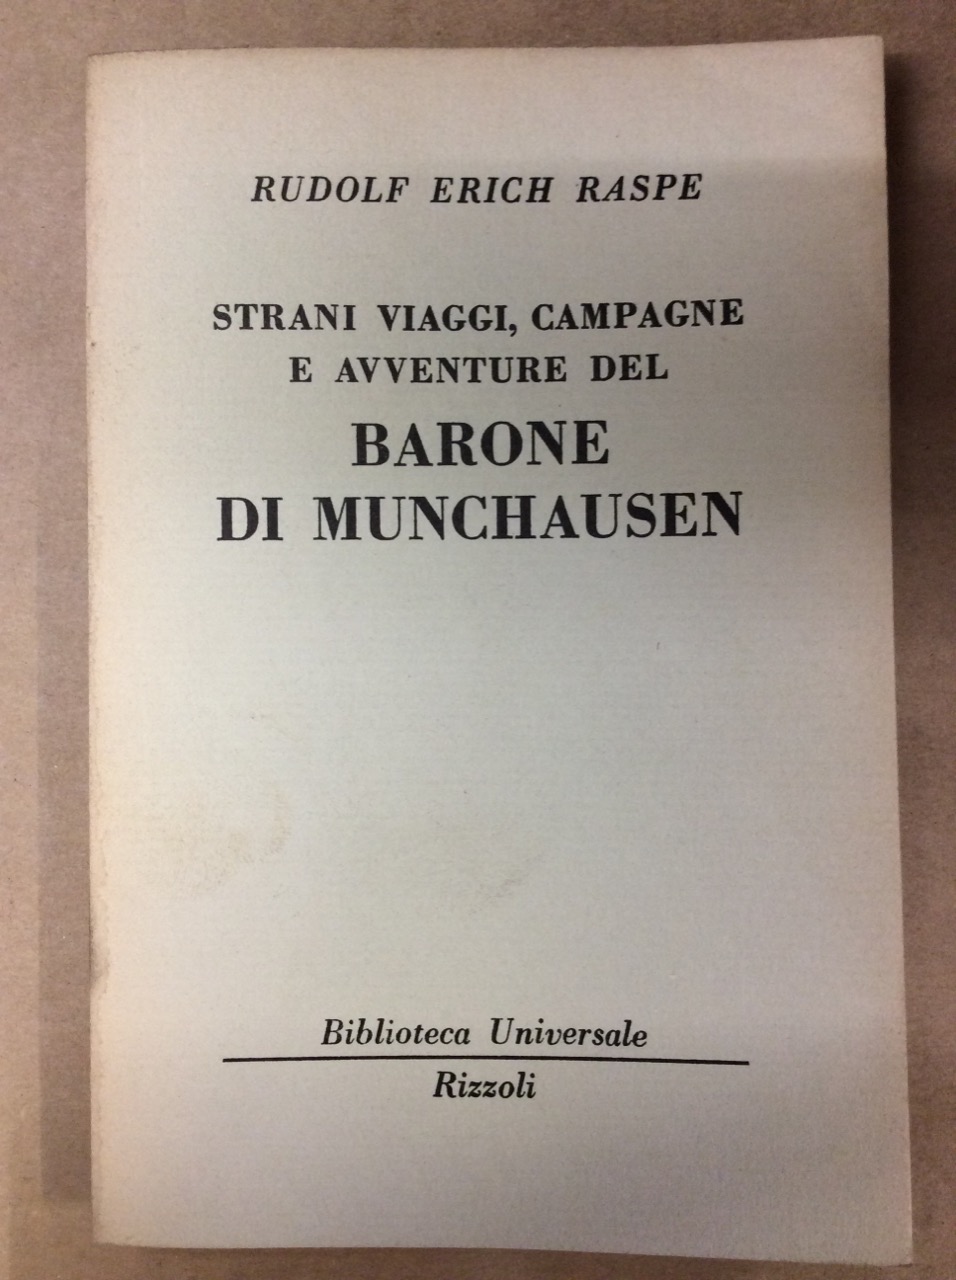 RUDOLF ERICH RASPE
STRANI VIAGGI, CAMPAGNE
E AVVENTURE DEL
BARONE
DI MUNCHAUSEN
Biblioteca Universale
Rizzoli